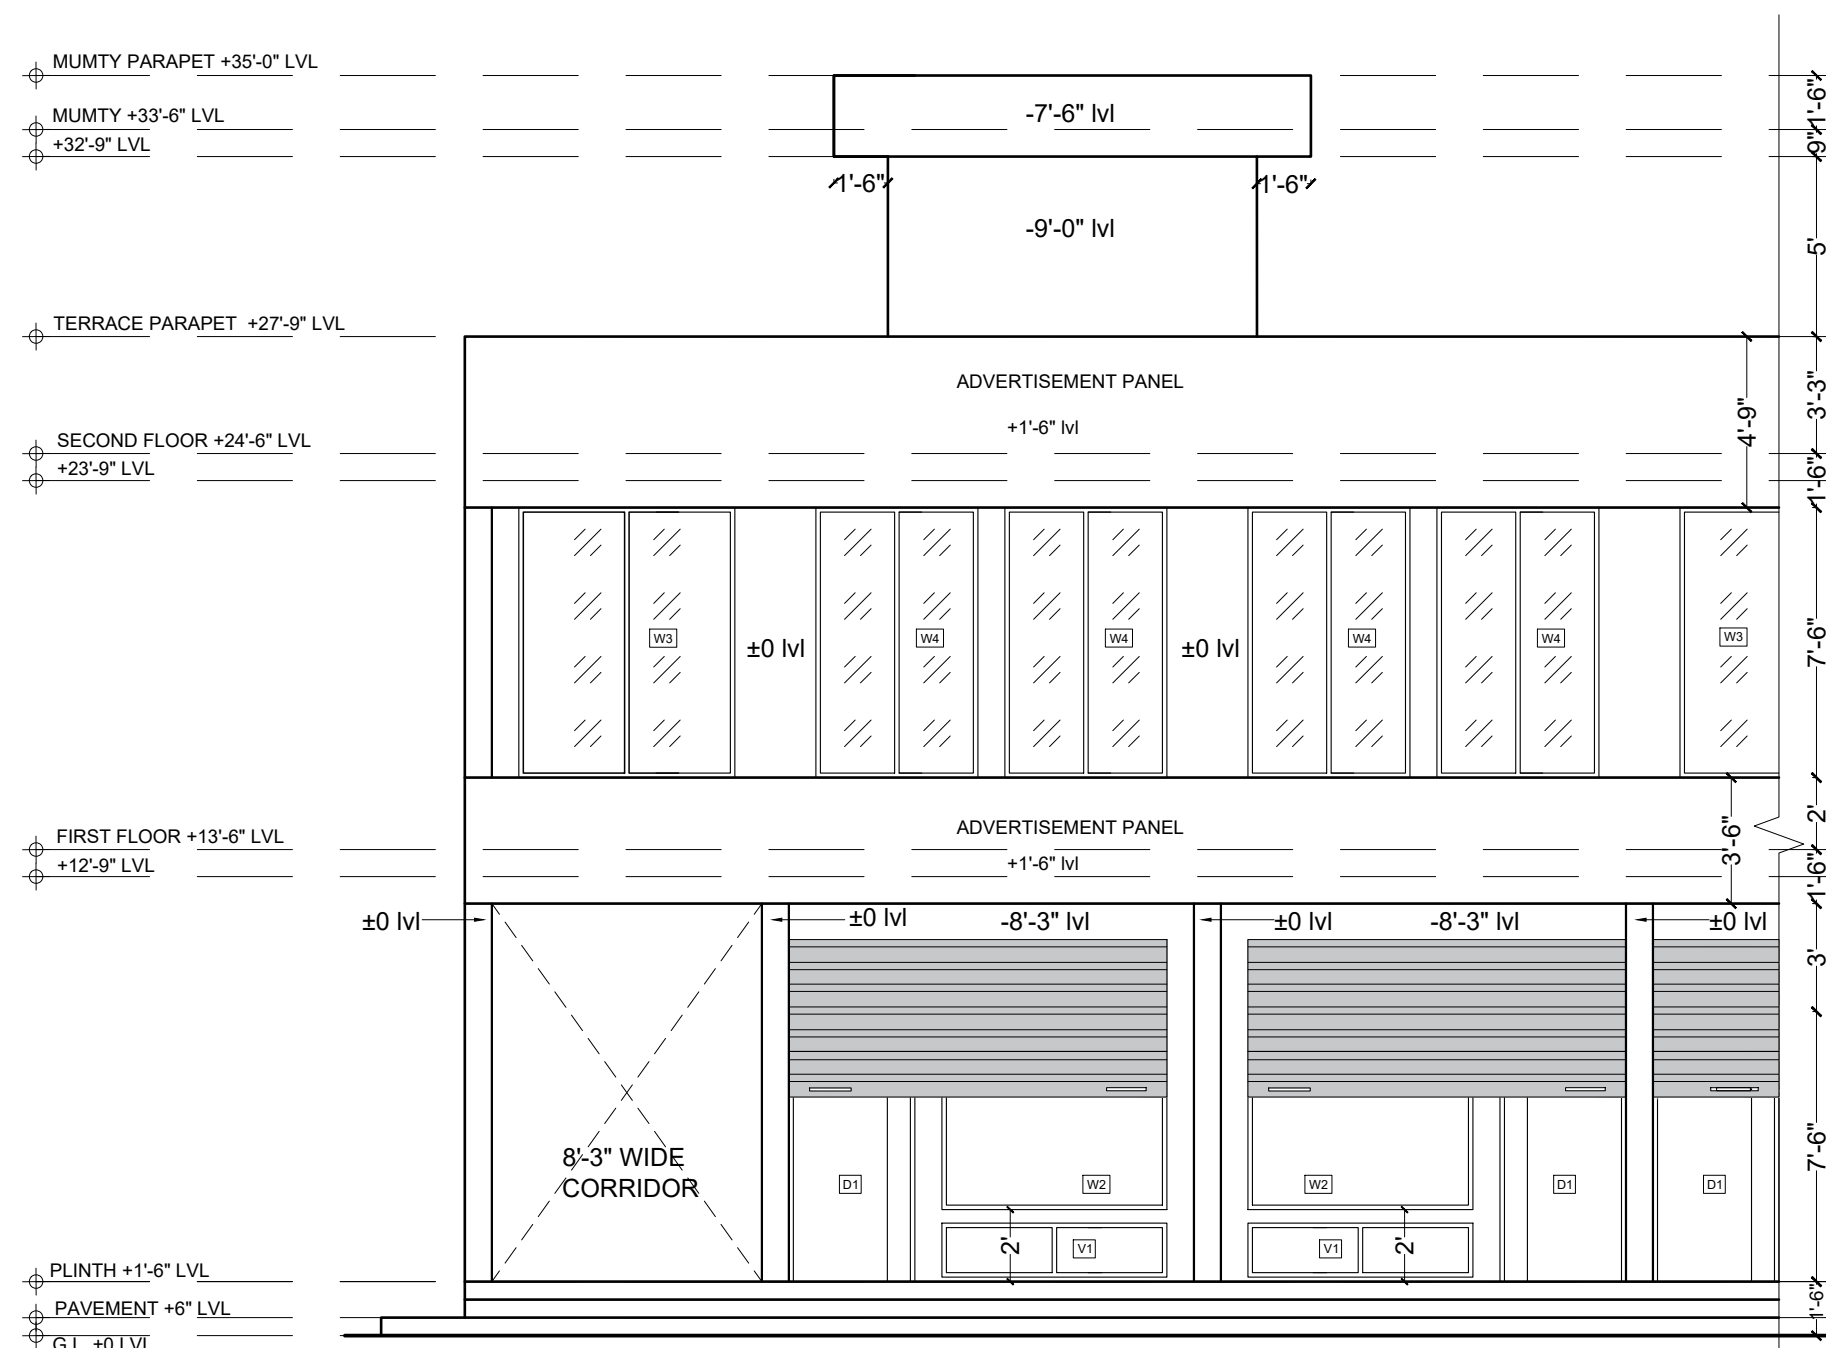 MUMTY PARAPET +35'-0" LVL
MUMTY +33'-6" LVL
+32'-9" LVL
-7'-6" lvl
1'-6"
9"
1'-6"
1'-6"
-9'-0" lvl
5'
TERRACE PARAPET +27'-9" LVL
ADVERTISEMENT PANEL
+1'-6" lvl
4'-9"
3'-3"
SECOND FLOOR +24'-6" LVL
+23'-9" LVL
1'-6"
W3
±0 lvl
W4
W4
±0 lvl
W4
W4
W3
7'-6"
ADVERTISEMENT PANEL
+1'-6" lvl
3'-6"
2'
FIRST FLOOR +13'-6" LVL
+12'-9" LVL
1'-6"
±0 lvl
±0 lvl
-8'-3" lvl
±0 lvl
-8'-3" lvl
±0 lvl
3'
8'-3" WIDE
CORRIDOR
D1
W2
W2
D1
D1
7'-6"
2'
V1
V1
2'
PLINTH +1'-6" LVL
PAVEMENT +6" LVL
1'-6"
G.L. ±0 LVL